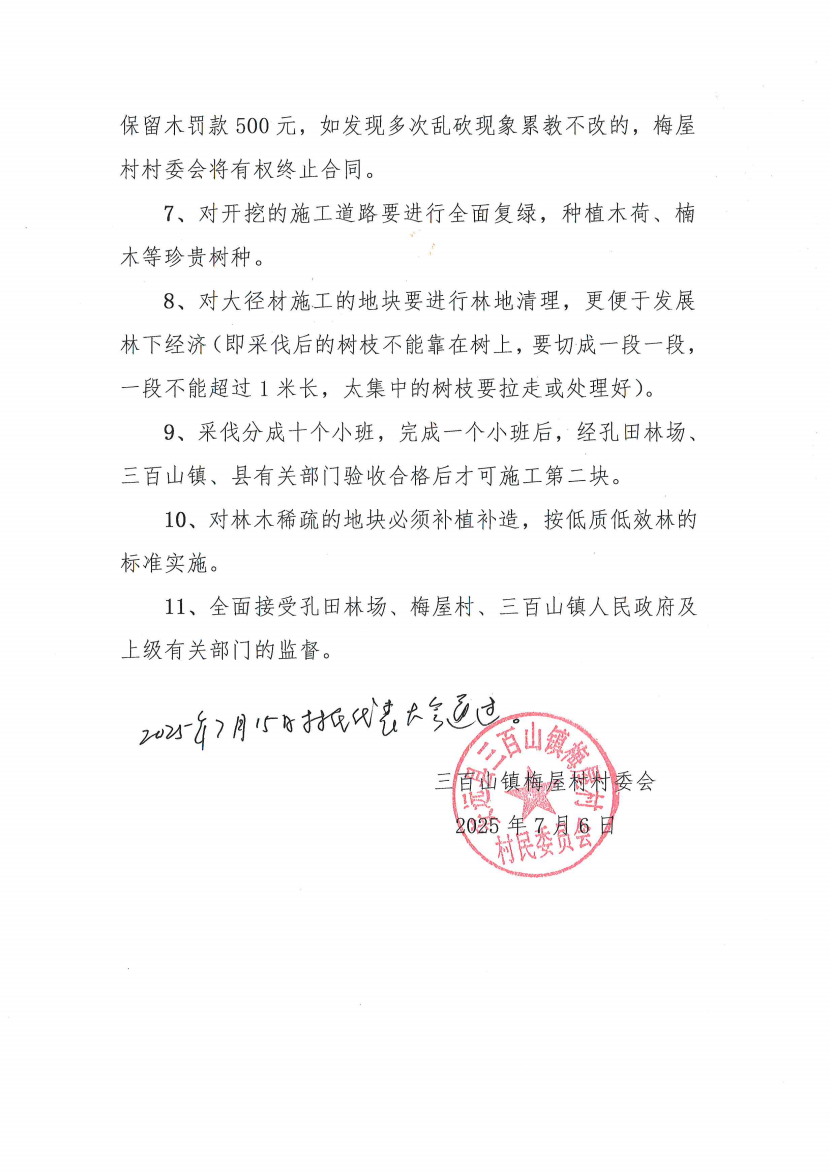 保留木罚款 500 元，如发现多次乱砍现象累教不改的，梅屋
村村委会将有权终止合同。
7、对开挖的施工道路要进行全面复绿，种植木荷、楠
木等珍贵树种。
8、对大径材施工的地块要进行林地清理，更便于发展
林下经济（即采伐后的树枝不能靠在树上，要切成一段一段，
一段不能超过 1 米长，太集中的树枝要拉走或处理好）。
9、采伐分成十个小班，完成一个小班后，经孔田林场、
三百山镇、县有关部门验收合格后才可施工第二块。
10、对林木稀疏的地块必须补植补造，按低质低效林的
标准实施。
11、全面接受孔田林场、梅屋村、三百山镇人民政府及
上级有关部门的监督。
2025年7月15日村民代表大会通过。
三百山镇梅屋村村委会
2025 年 7 月 6 日
远县三百山镇梅屋村
村民委员会